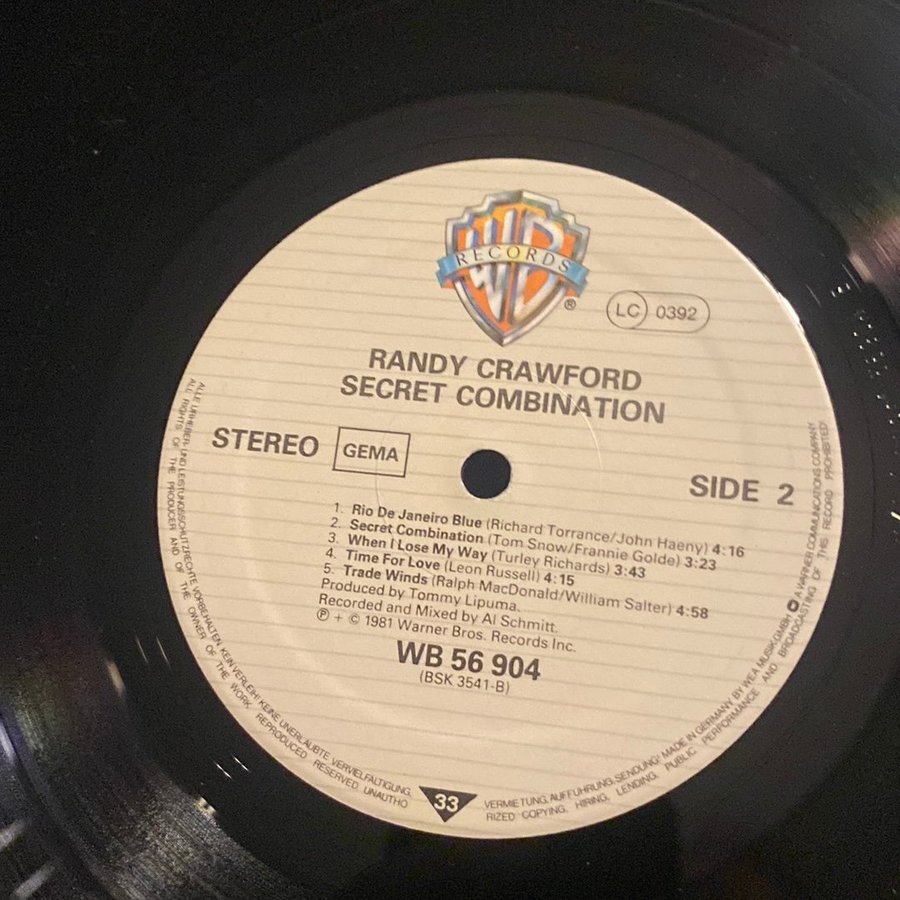 WB
RECORDS
®
LC 0392
RANDY CRAWFORD
SECRET COMBINATION
STEREO GEMA
SIDE 2
1. Rio De Janeiro Blue (Richard Torrance/John Haeny) 4:16
2. Secret Combination (Tom Snow/Frannie Golde) 3:23
3. When I Lose My Way (Turley Richards) 3:43
4. Time For Love (Leon Russell) 4:15
5. Trade Winds (Ralph MacDonald/William Salter) 4:58
Produced by Tommy Lipuma.
Recorded and Mixed by Al Schmitt.
℗ + © 1981 Warner Bros. Records Inc.
WB 56 904
(BSK 3541-B)
33
ALLE URHEBER- UND LEISTUNGSSCHUTZRECHTE VORBEHALTEN. KEIN VERLEIH! KEINE UNERLAUBTE VERVIELFÄLTIGUNG, VERMIETUNG, AUFFÜHRUNG, SENDUNG! MADE IN GERMANY BY WEA MUSIK GMBH A WARNER COMMUNICATIONS COMPANY
ALL RIGHTS OF THE PRODUCER AND OF THE OWNER OF THE WORK REPRODUCED RESERVED. UNAUTHORIZED COPYING, HIRING, LENDING, PUBLIC PERFORMANCE AND BROADCASTING OF THIS RECORD PROHIBITED!